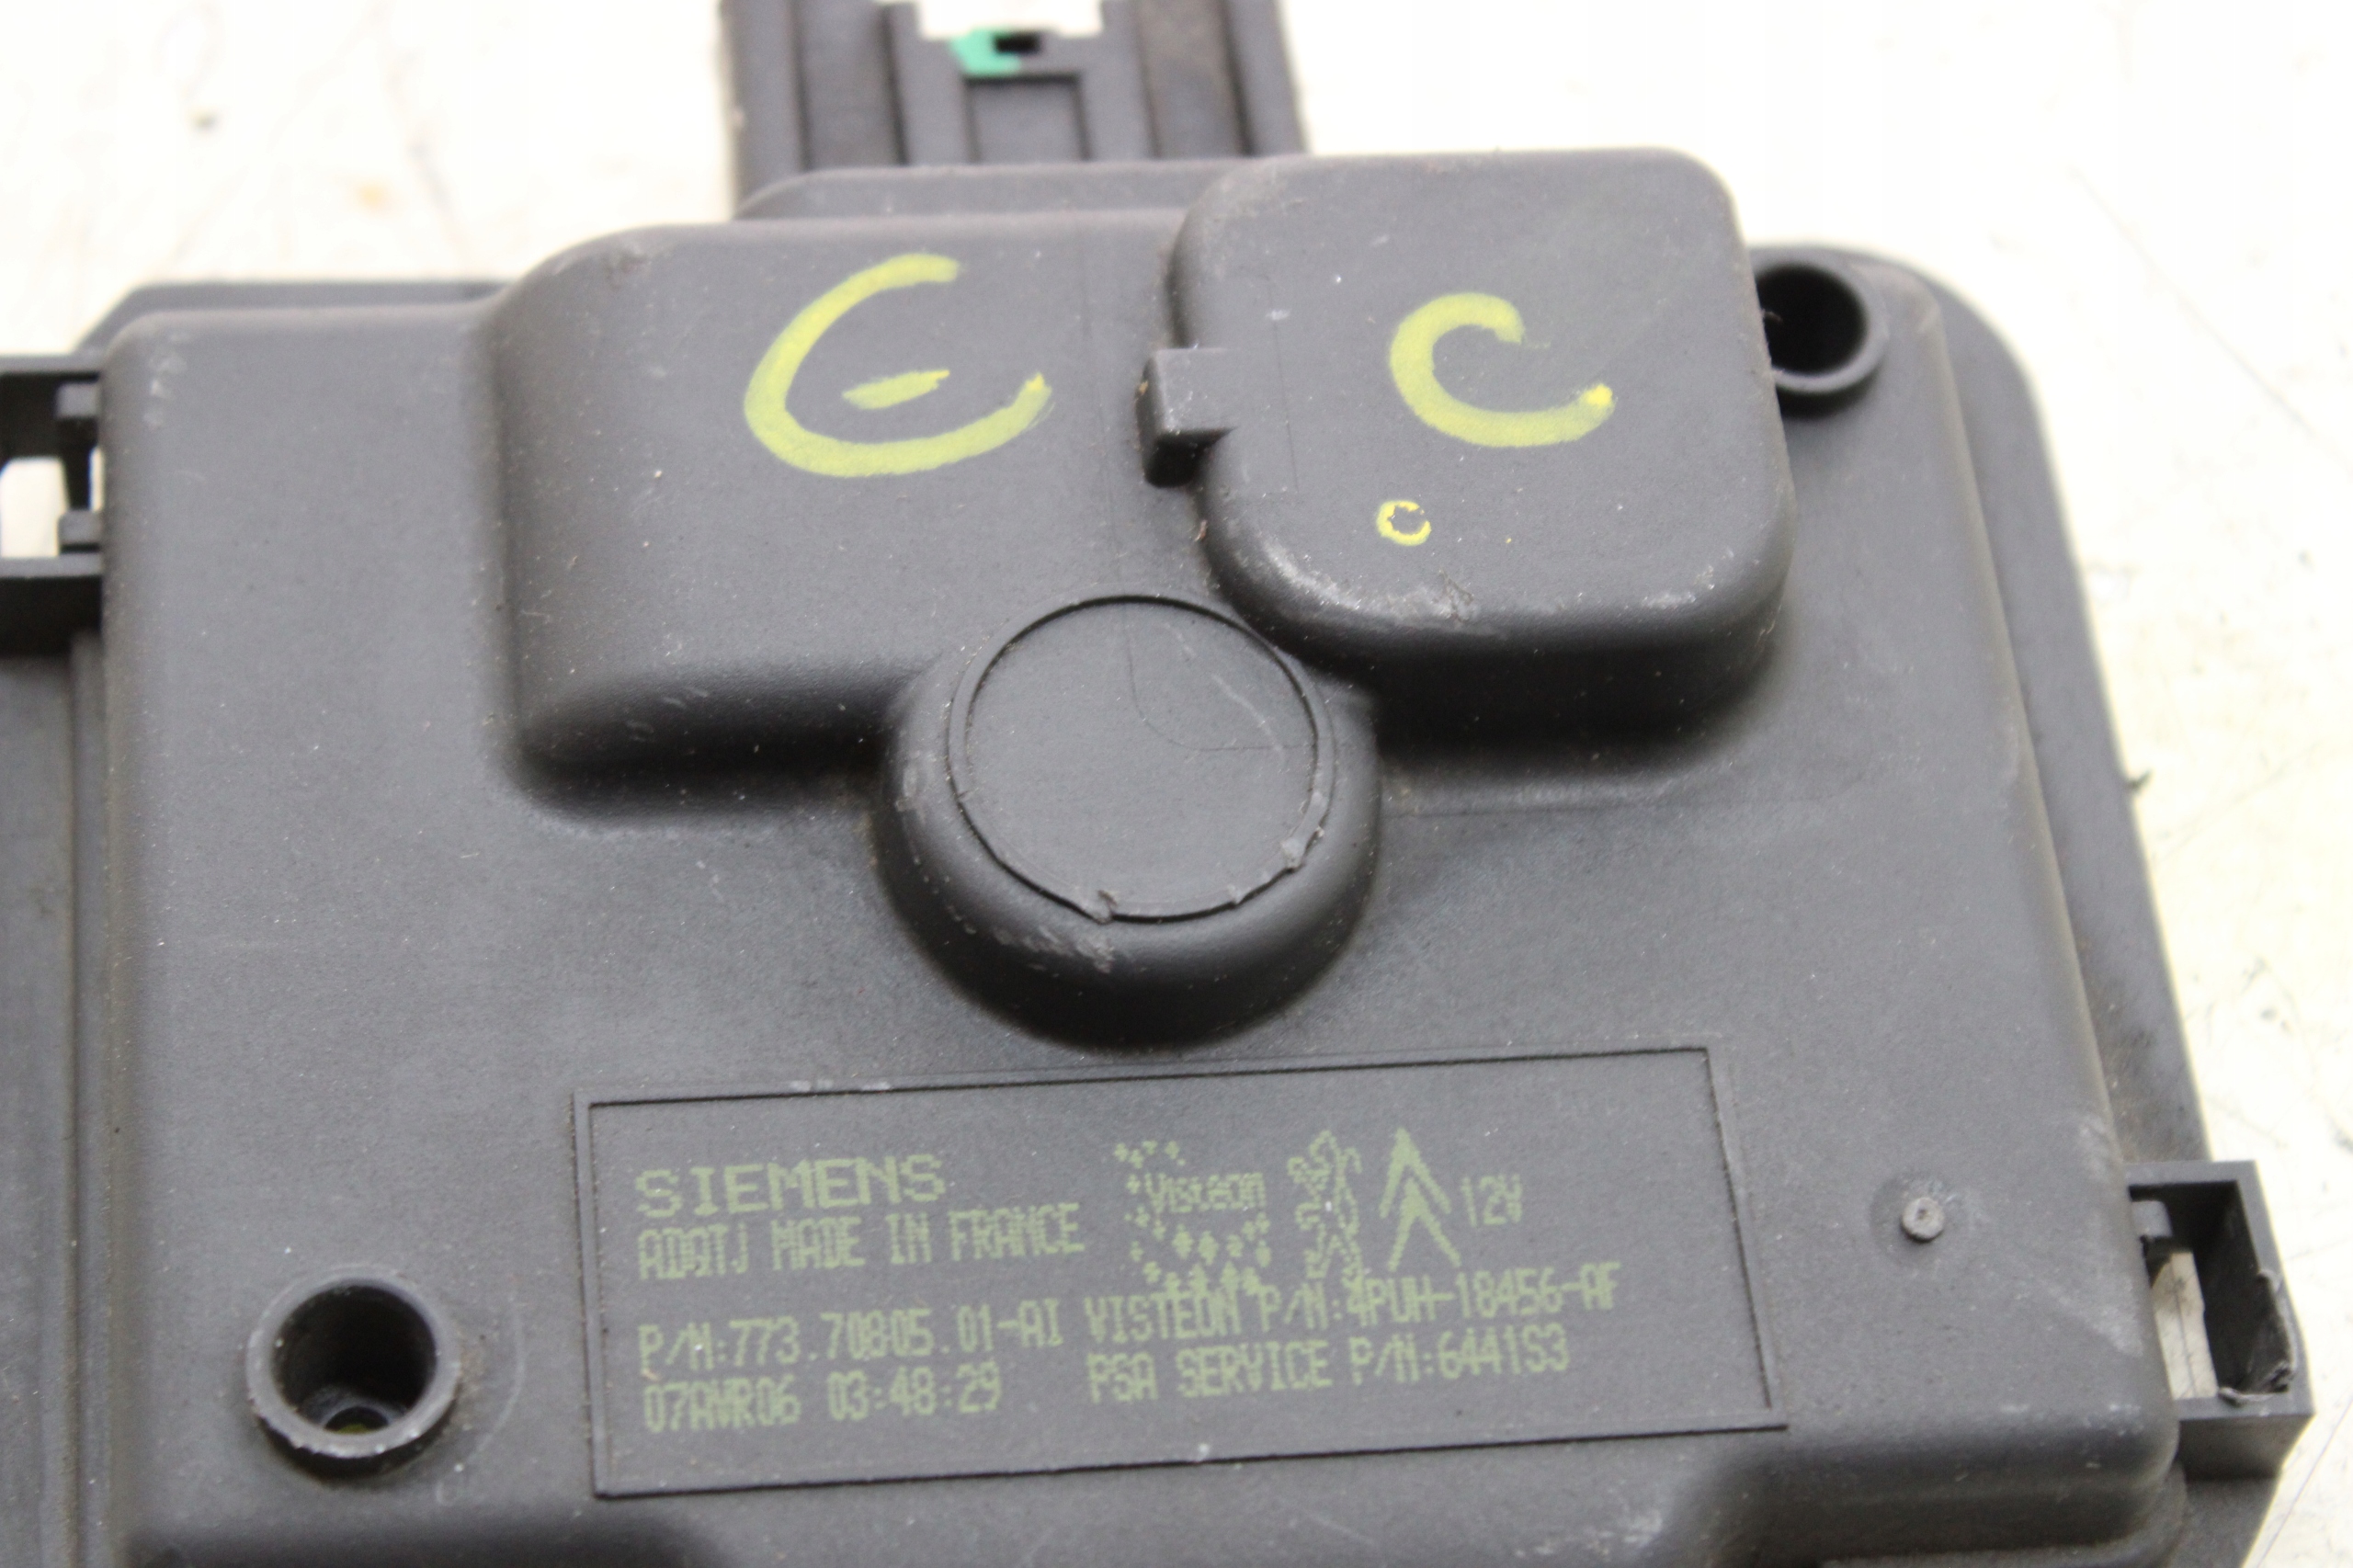 E C
c
SIEMENS
ADQTJ MADE IN FRANCE
Visteon
12V
P/N:773.70805.01-AI VISTEON P/N:4PUH-18456-AF
07AVR06 03:48:29 PSA SERVICE P/N:6441S3